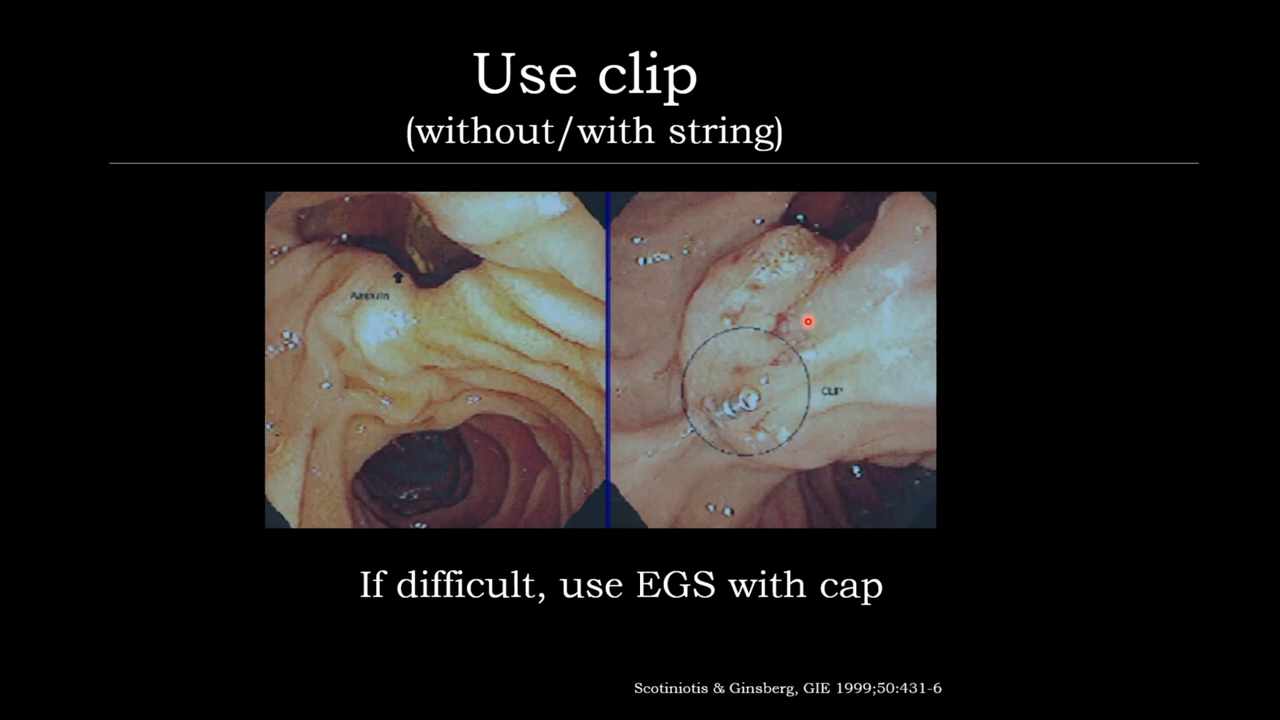 Use clip
(without/with string)
Ampulla
CLIP
If difficult, use EGS with cap
Scotiniotis & Ginsberg, GIE 1999;50:431-6